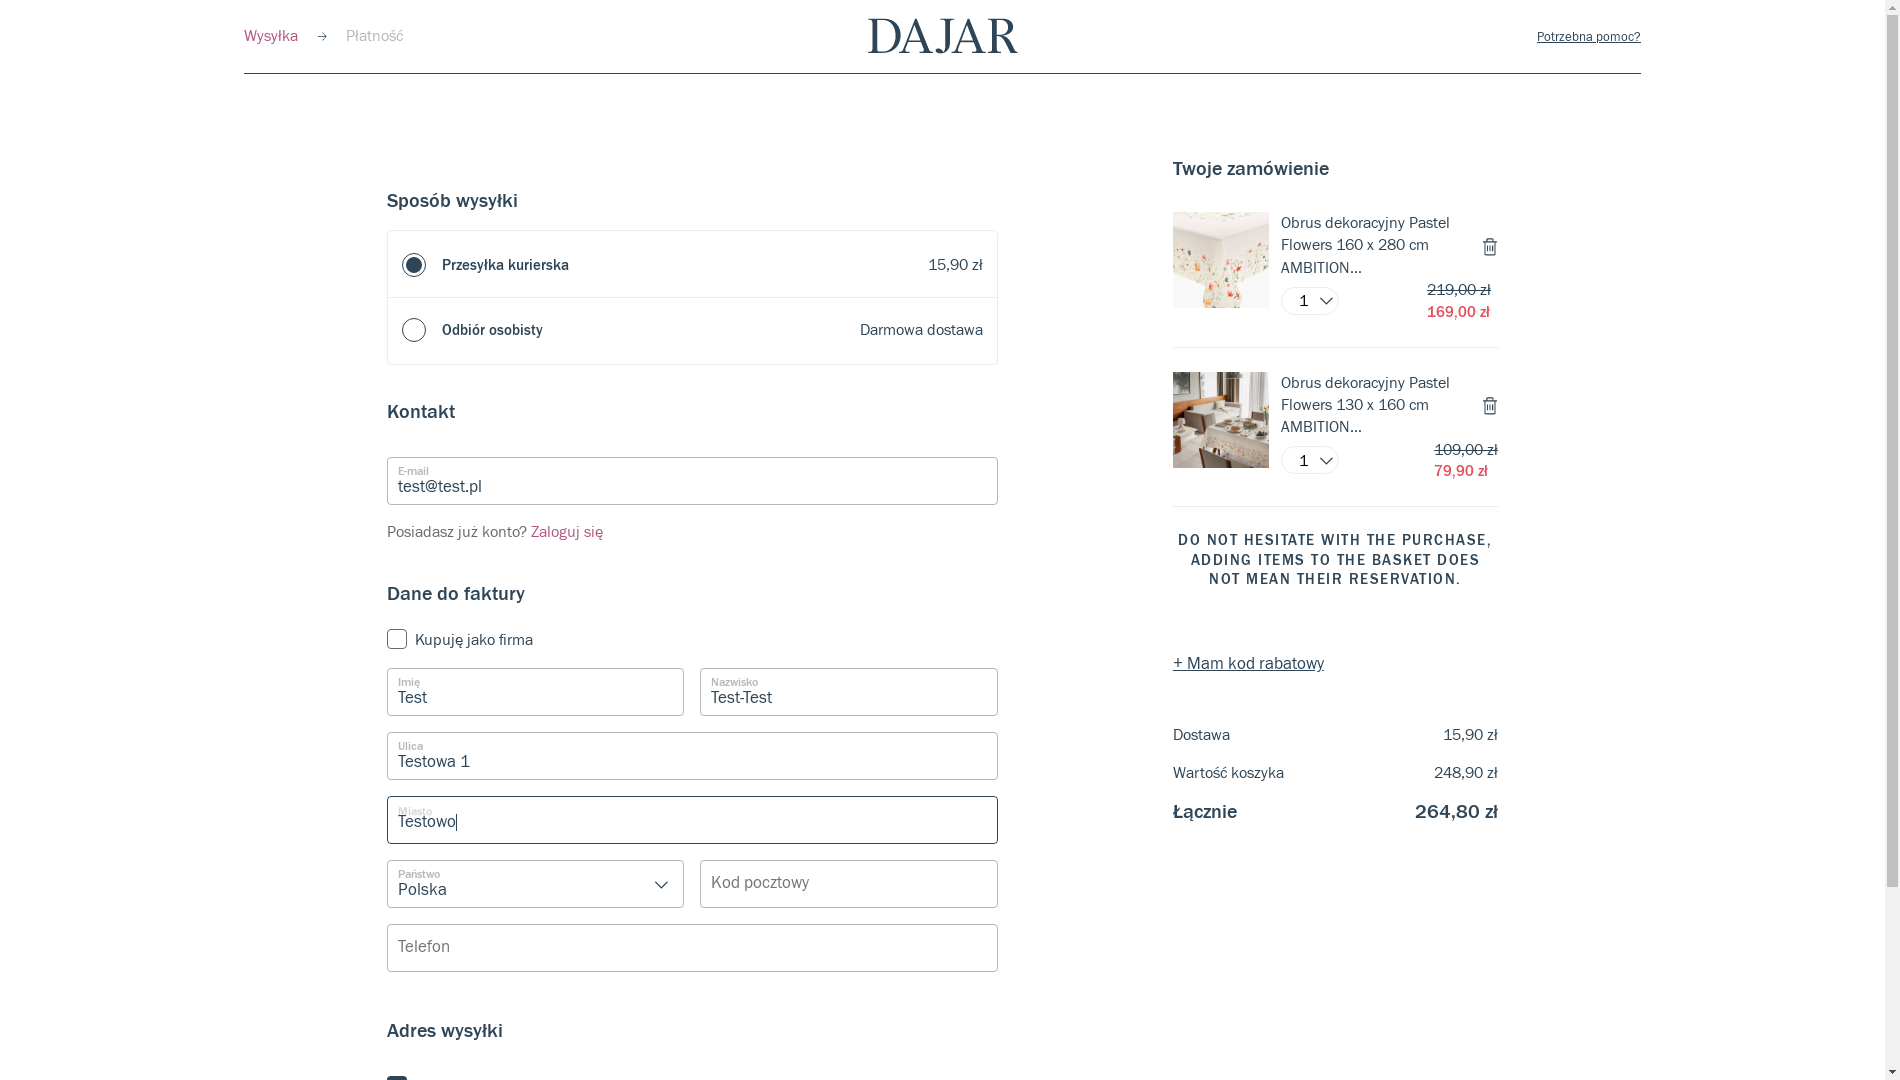 Wysyłka
Płatność
DAJAR
Potrzebna pomoc?
Sposób wysyłki
Przesyłka kurierska
15,90 zł
Odbiór osobisty
Darmowa dostawa
Kontakt
E-mail
test@test.pl
Posiadasz już konto? Zaloguj się
Dane do faktury
Kupuję jako firma
Imię
Test
Nazwisko
Test-Test
Ulica
Testowa 1
Miasto
Testowo
Państwo
Polska
Kod pocztowy
Telefon
Adres wysyłki
Twoje zamówienie
Obrus dekoracyjny Pastel
Flowers 160 x 280 cm
AMBITION...
1
219,00 zł
169,00 zł
Obrus dekoracyjny Pastel
Flowers 130 x 160 cm
AMBITION...
1
109,00 zł
79,90 zł
DO NOT HESITATE WITH THE PURCHASE,
ADDING ITEMS TO THE BASKET DOES
NOT MEAN THEIR RESERVATION.
+ Mam kod rabatowy
Dostawa
15,90 zł
Wartość koszyka
248,90 zł
Łącznie
264,80 zł